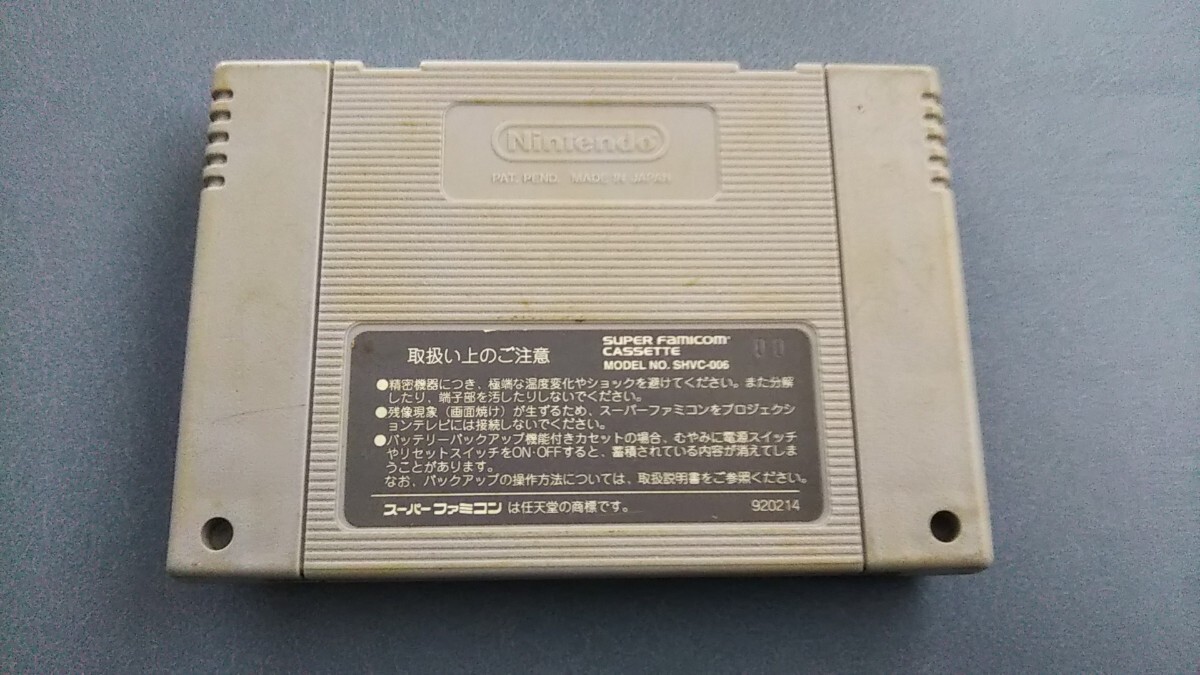 Nintendo
PAT. PEND. MADE IN JAPAN
取扱い上のご注意
SUPER FAMICOM
CASSETTE
MODEL NO. SHVC-006
●精密機器につき、極端な温度変化やショックを避けてください。また分解
したり、端子部を汚したりしないでください。
●残像現象(画面焼け)が生ずるため、スーパーファミコンをプロジェクシ
ョンテレビには接続しないでください。
●バッテリーバックアップ機能付きカセットの場合、むやみに電源スイッチ
やリセットスイッチをON・OFFすると、蓄積されている内容が消えてしま
うことがあります。
なお、バックアップの操作方法については、取扱説明書をご参照ください。
スーパーファミコンは任天堂の商標です。
920214